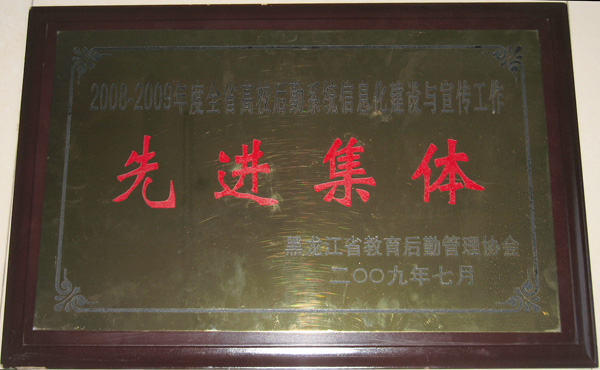 2008-2009年度全省高校后勤系统信息化建设与宣传工作
先进集体
黑龙江省教育后勤管理协会
二〇〇九年七月